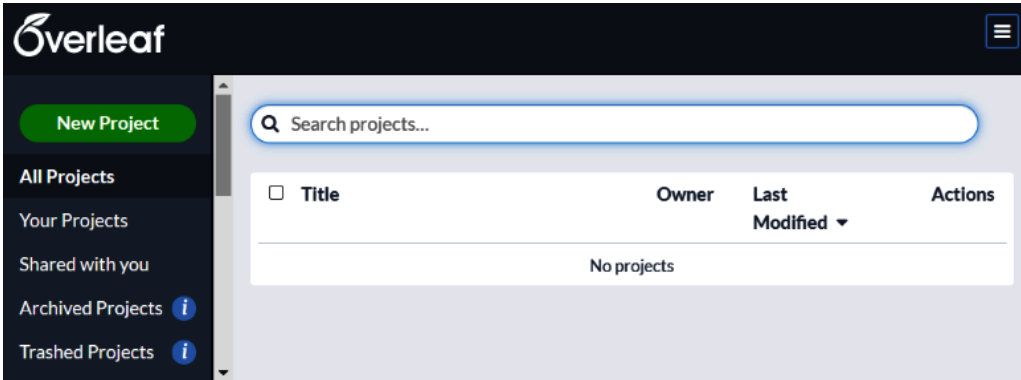 Overleaf
New Project
All Projects
Your Projects
Shared with you
Archived Projects i
Trashed Projects i
Search projects...
Title Owner Last Modified Actions
No projects